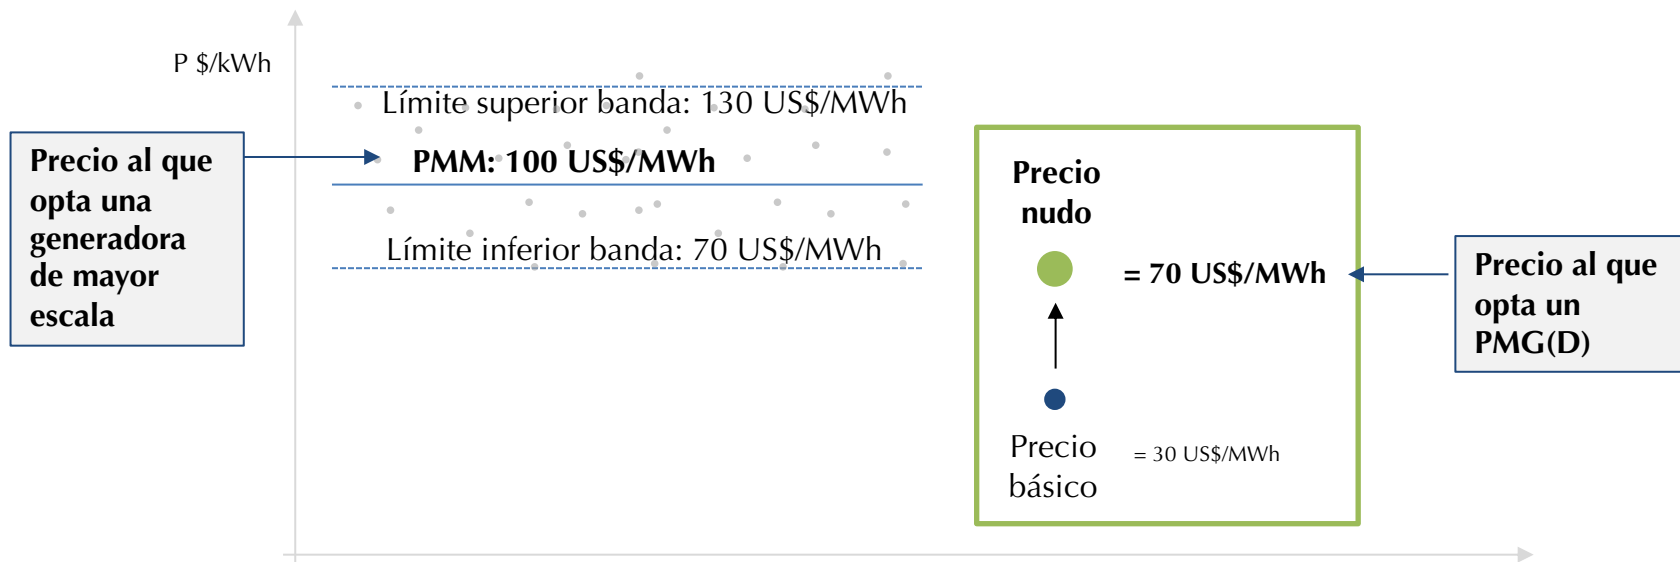 P $/kWh
Límite superior banda: 130 US$/MWh
PMM: 100 US$/MWh
Límite inferior banda: 70 US$/MWh
Precio al que
opta una
generadora
de mayor
escala
Precio
nudo
= 70 US$/MWh
Precio
básico
= 30 US$/MWh
Precio al que
opta un
PMG(D)